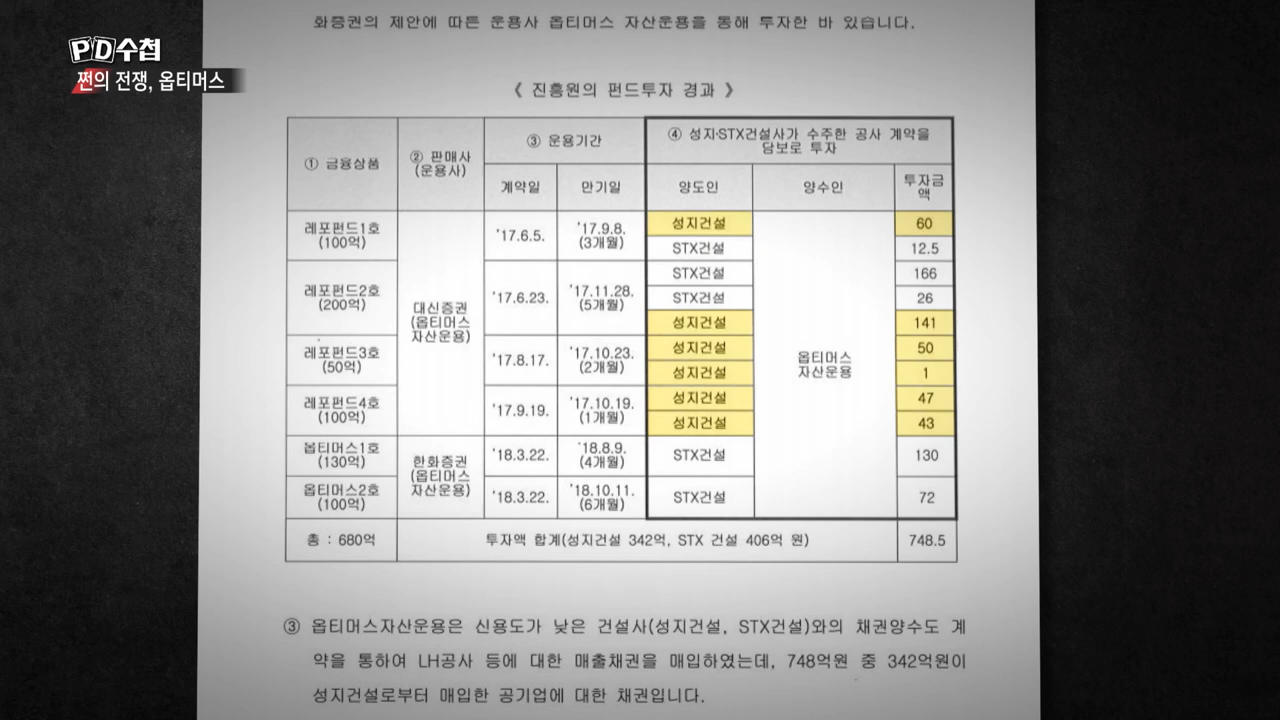 PD수첩
쩐의 전쟁, 옵티머스
화증권의 제안에 따든 운용사 옵티머스 자산운용을 통해 투자한 바 있습니다.
《 진흥원의 펀드투자 경과 》
① 금융상품
② 판매사
(운용사)
③ 운용기간
④ 성지·STX건설사가 수주한 공사 계약을
담보로 투자
계약일
만기일
양도인
양수인
투자금
액
레포펀드1호
(100억)
대신증권
(옵티머스
자산운용)
'17.6.5.
'17.9.8.
(3개월)
성지건설
옵티머스
자산운용
60
STX건설
12.5
레포펀드2호
(200억)
'17.6.23.
'17.11.28.
(5개월)
STX건설
166
STX건설
26
성지건설
141
레포펀드3호
(50억)
'17.8.17.
'17.10.23.
(2개월)
성지건설
50
성지건설
1
레포펀드4호
(100억)
'17.9.19.
'17.10.19.
(1개월)
성지건설
47
성지건설
43
옵티머스1호
(130억)
한화증권
(옵티머스
자산운용)
'18.3.22.
'18.8.9.
(4개월)
STX건설
130
옵티머스2호
(100억)
'18.3.22.
'18.10.11.
(6개월)
STX건설
72
총 : 680억
투자액 합계(성지건설 342억, STX 건설 406억 원)
748.5
③ 옵티머스자산운용은 신용도가 낮은 건설사(성지건설, STX건설)와의 채권양수도 계
약을 통하여 LH공사 등에 대한 매출채권을 매입하였는데, 748억원 중 342억원이
성지건설로부터 매입한 공기업에 대한 채권입니다.